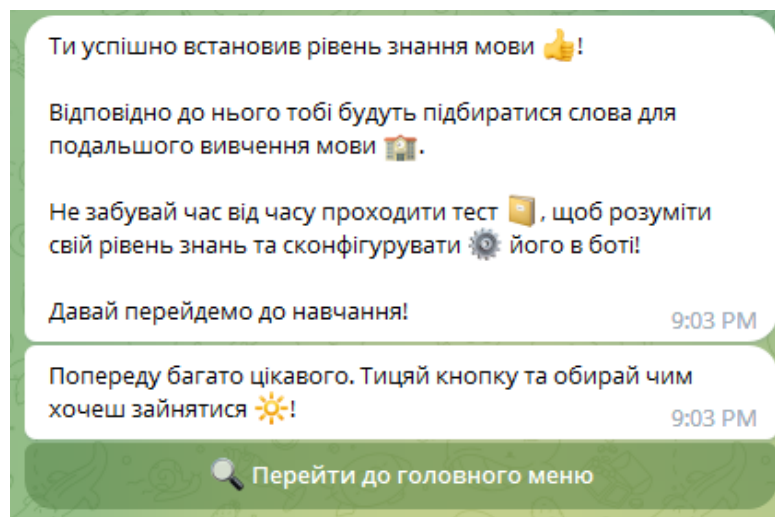 Ти успішно встановив рівень знання мови 👍!
Відповідно до нього тобі будуть підбиратися слова для
подальшого вивчення мови 🏫.
Не забувай час від часу проходити тест 📒, щоб розуміти
свій рівень знань та сконфігурувати ⚙️ його в боті!
Давай перейдемо до навчання!
9:03 PM
Попереду багато цікавого. Тицяй кнопку та обирай чим
хочеш зайнятися ☀️!
9:03 PM
🔍 Перейти до головного меню